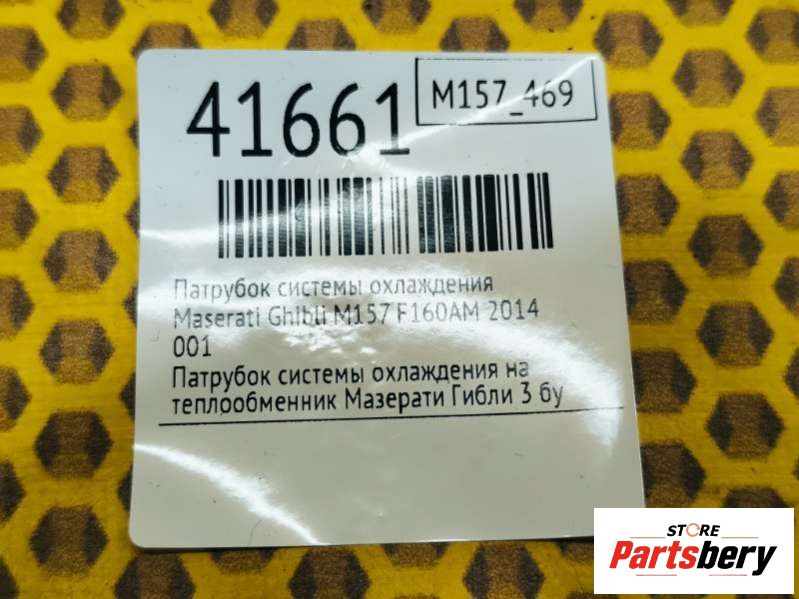 41661
M157_469
Патрубок системы охлаждения
Maserati Ghibli M157 F160AM 2014
001
Патрубок системы охлаждения на
теплообменник Мазерати Гибли 3 бу
STORE
Partsbery